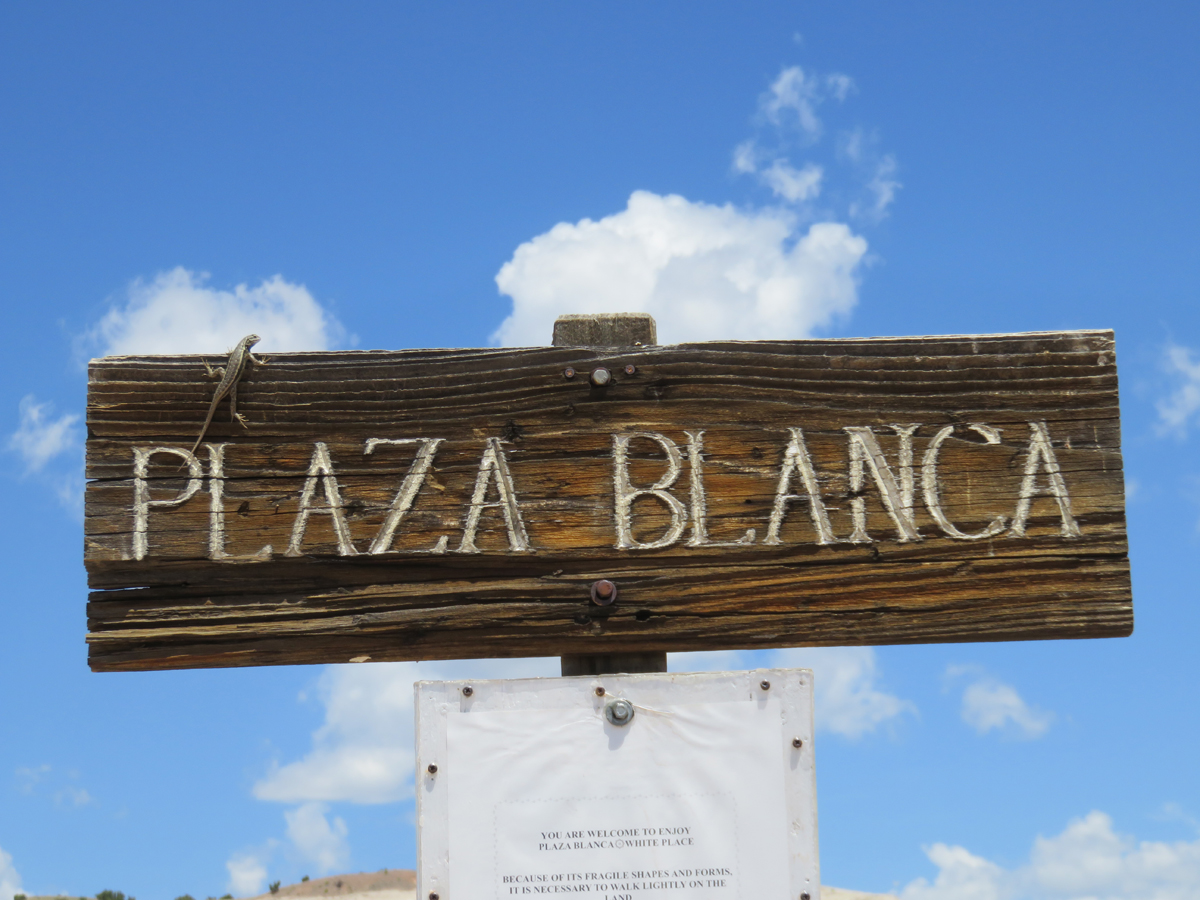 PLAZA BLANCA
YOU ARE WELCOME TO ENJOY
PLAZA BLANCA WHITE PLACE
BECAUSE OF ITS FRAGILE SHAPES AND FORMS,
IT IS NECESSARY TO WALK LIGHTLY ON THE
LAND